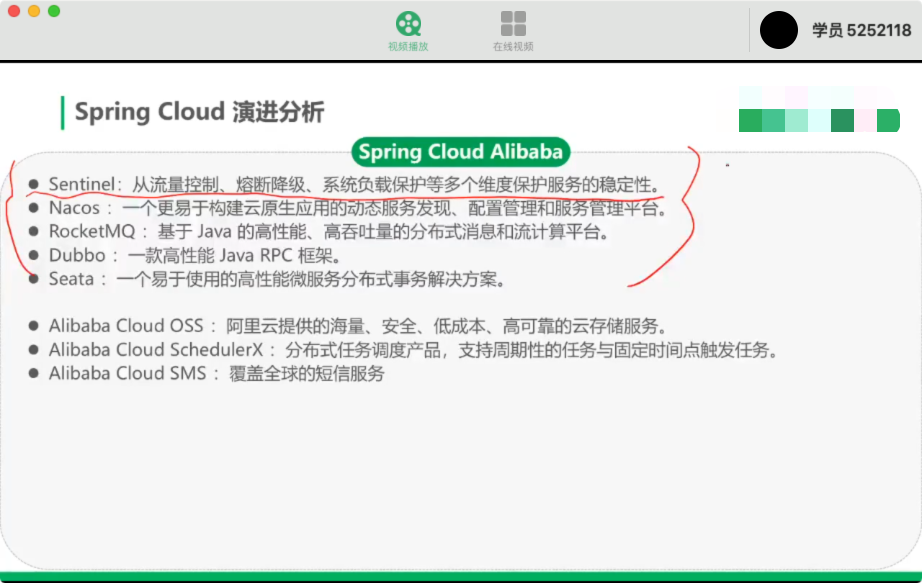 视频播放
在线视频
学员 5252118
Spring Cloud 演进分析
Spring Cloud Alibaba
● Sentinel：从流量控制、熔断降级、系统负载保护等多个维度保护服务的稳定性。
● Nacos ：一个更易于构建云原生应用的动态服务发现、配置管理和服务管理平台。
● RocketMQ ：基于 Java 的高性能、高吞吐量的分布式消息和流计算平台。
● Dubbo ：一款高性能 Java RPC 框架。
● Seata ：一个易于使用的高性能微服务分布式事务解决方案。
● Alibaba Cloud OSS ：阿里云提供的海量、安全、低成本、高可靠的云存储服务。
● Alibaba Cloud SchedulerX ：分布式任务调度产品，支持周期性的任务与固定时间点触发任务。
● Alibaba Cloud SMS ：覆盖全球的短信服务